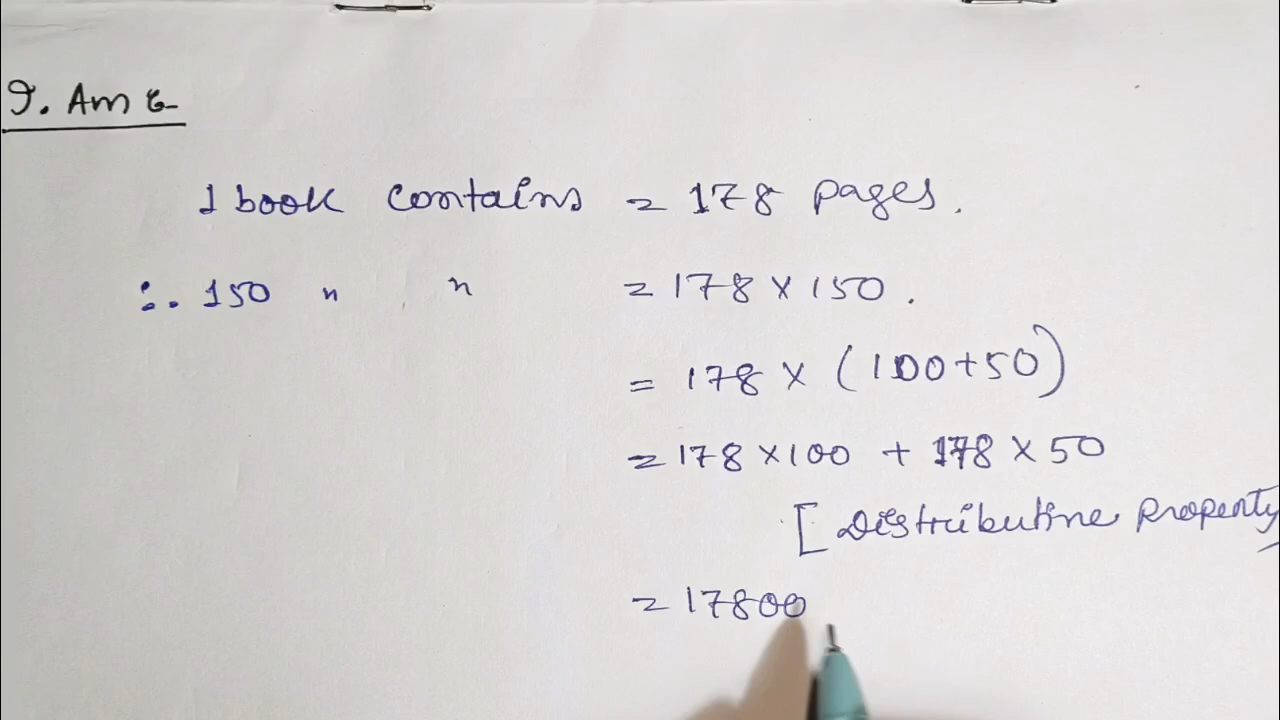 9. Ans
1 book contains = 178 pages.
∴ 150 " " = 178 × 150.
= 178 × (100+50)
= 178 × 100 + 178 × 50
[Distributive property
= 17800